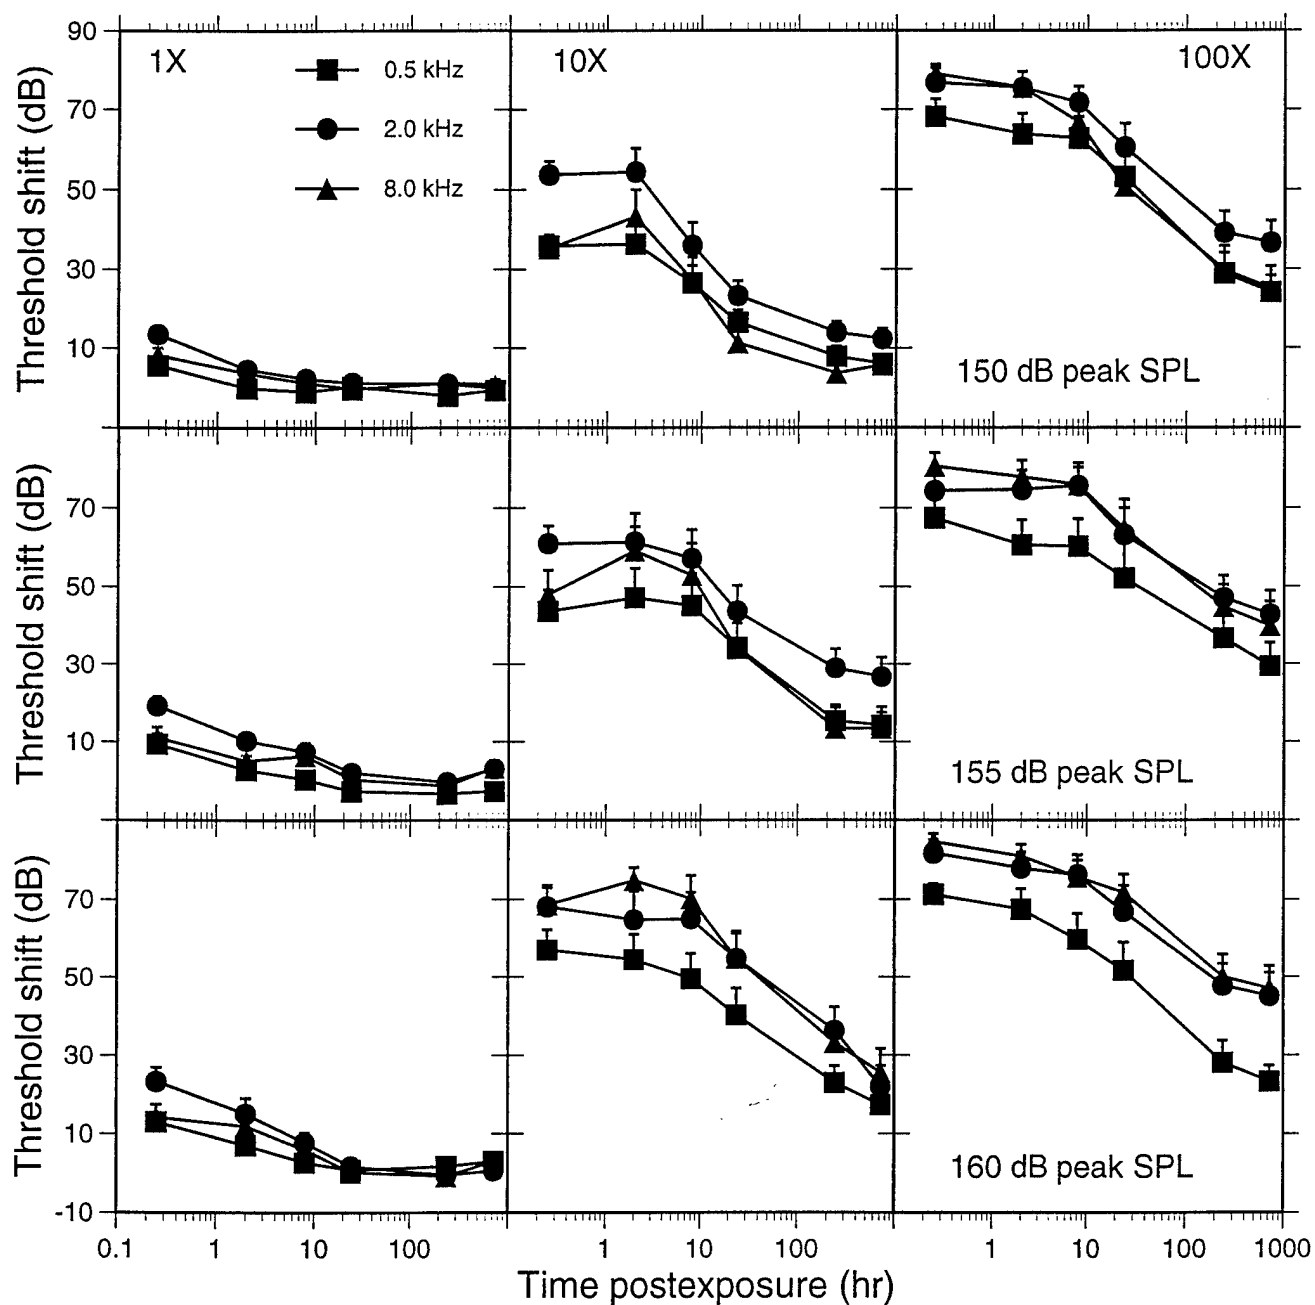 90
1X
10X
100X
0.5 kHz
2.0 kHz
8.0 kHz
Threshold shift (dB)
70
50
30
10
150 dB peak SPL
Threshold shift (dB)
70
50
30
10
155 dB peak SPL
Threshold shift (dB)
70
50
30
10
-10
160 dB peak SPL
0.1 1 10 100 1 10 100 1 10 100 1000
Time postexposure (hr)